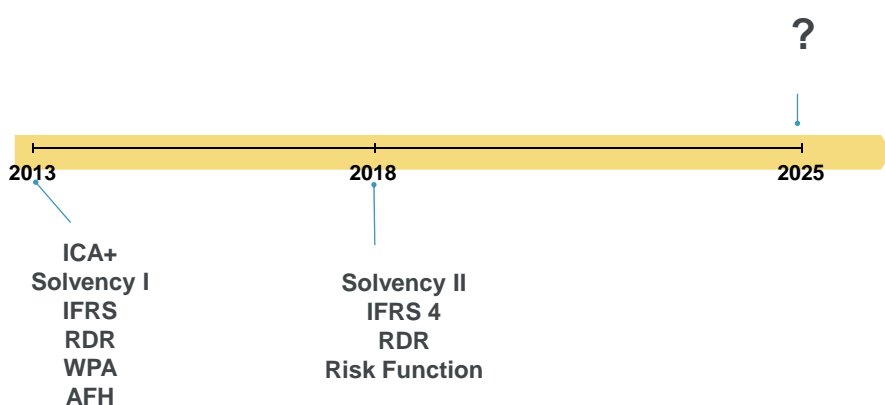 ?
2013
2018
2025
ICA+
Solvency I
IFRS
RDR
WPA
AFH
Solvency II
IFRS 4
RDR
Risk Function